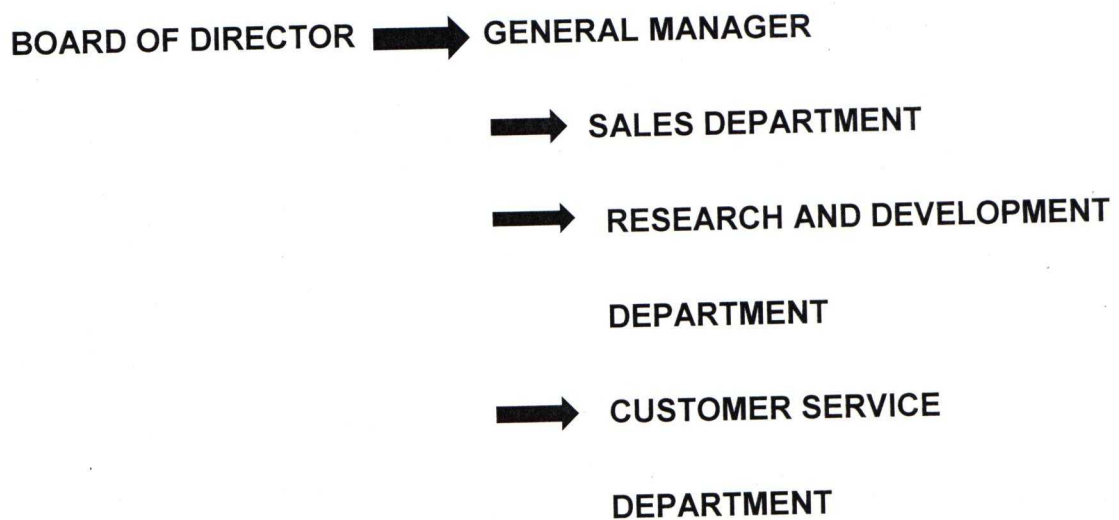 BOARD OF DIRECTOR GENERAL MANAGER
SALES DEPARTMENT
RESEARCH AND DEVELOPMENT
DEPARTMENT
CUSTOMER SERVICE
DEPARTMENT